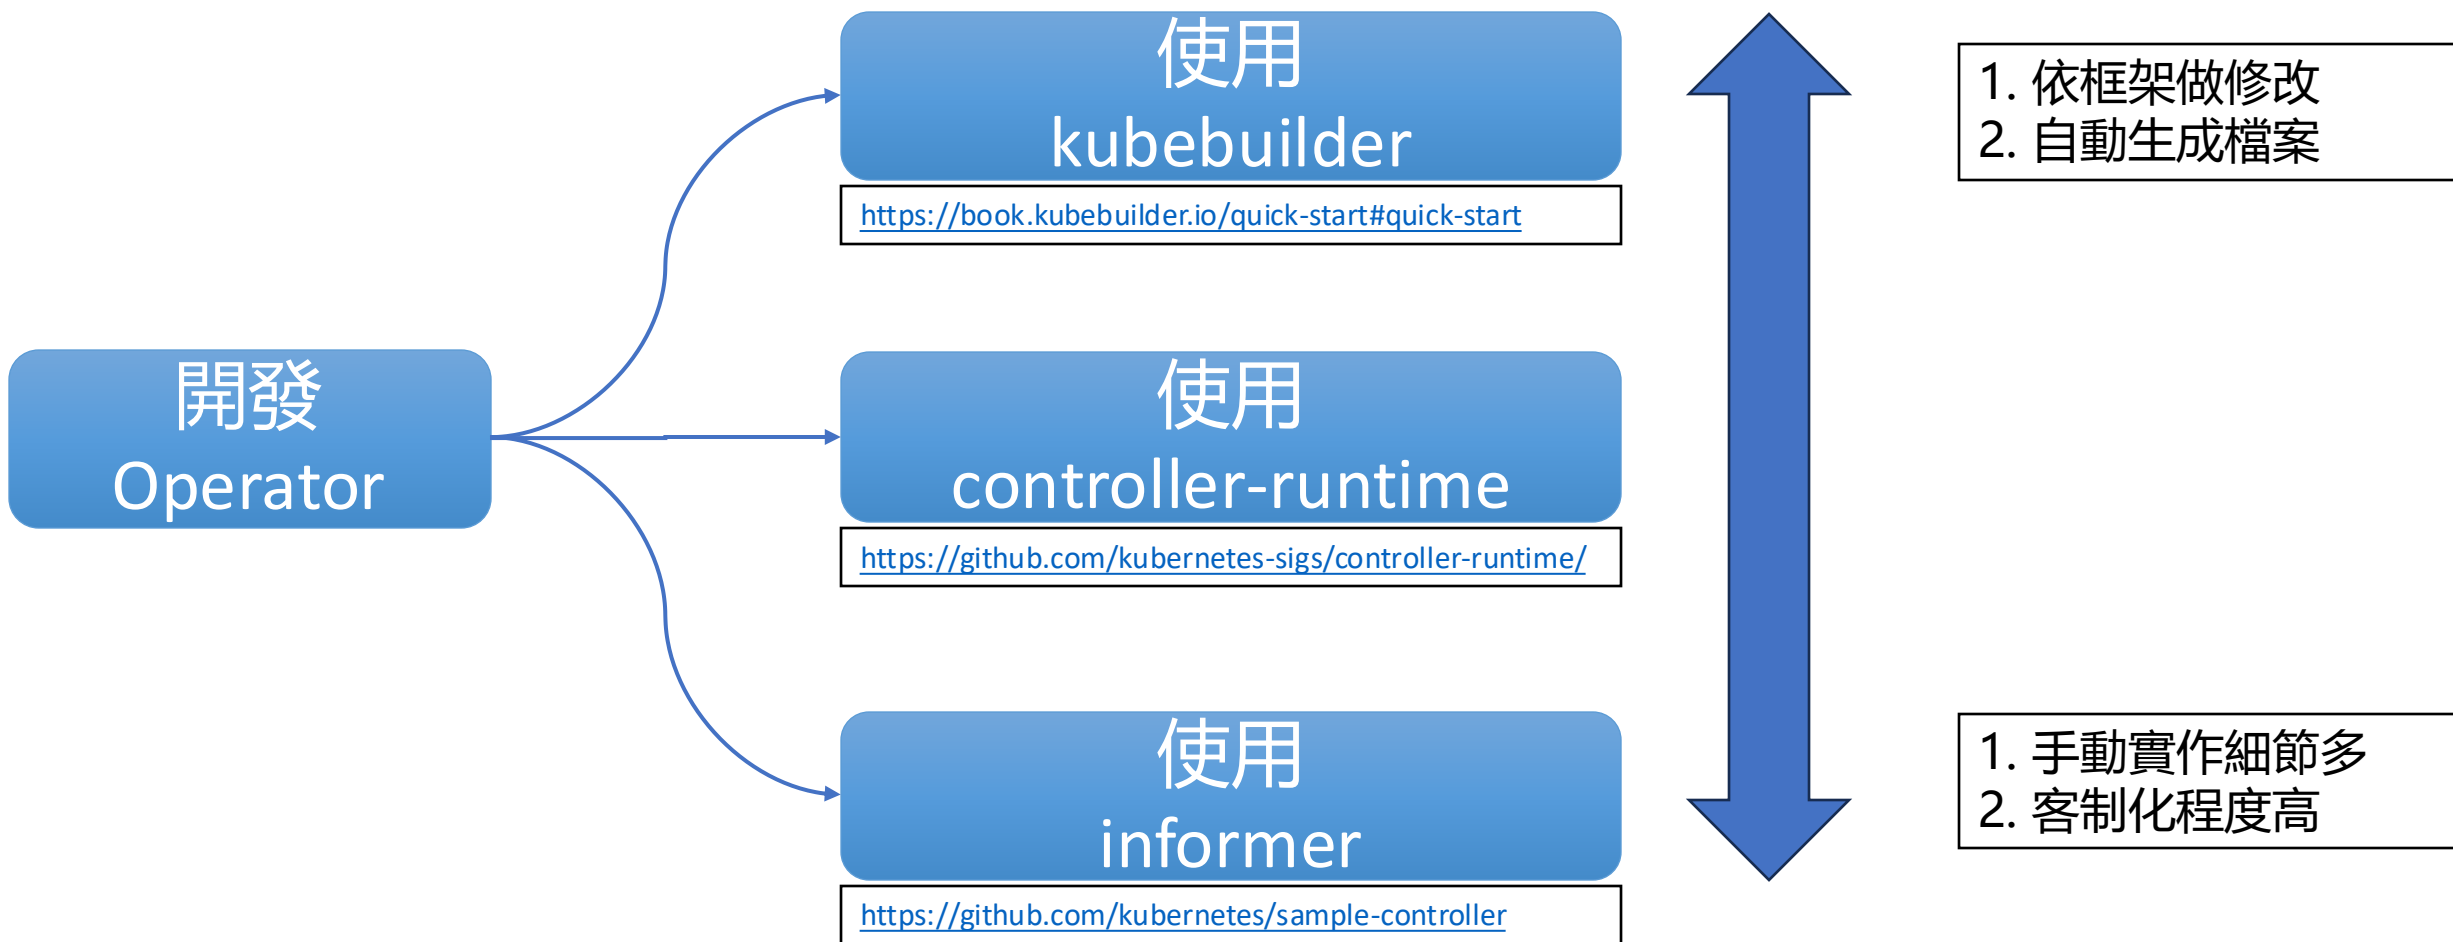 使用
kubebuilder
https://book.kubebuilder.io/quick-start#quick-start
1. 依框架做修改
2. 自動生成檔案
開發
Operator
使用
controller-runtime
https://github.com/kubernetes-sigs/controller-runtime/
使用
informer
https://github.com/kubernetes/sample-controller
1. 手動實作細節多
2. 客制化程度高